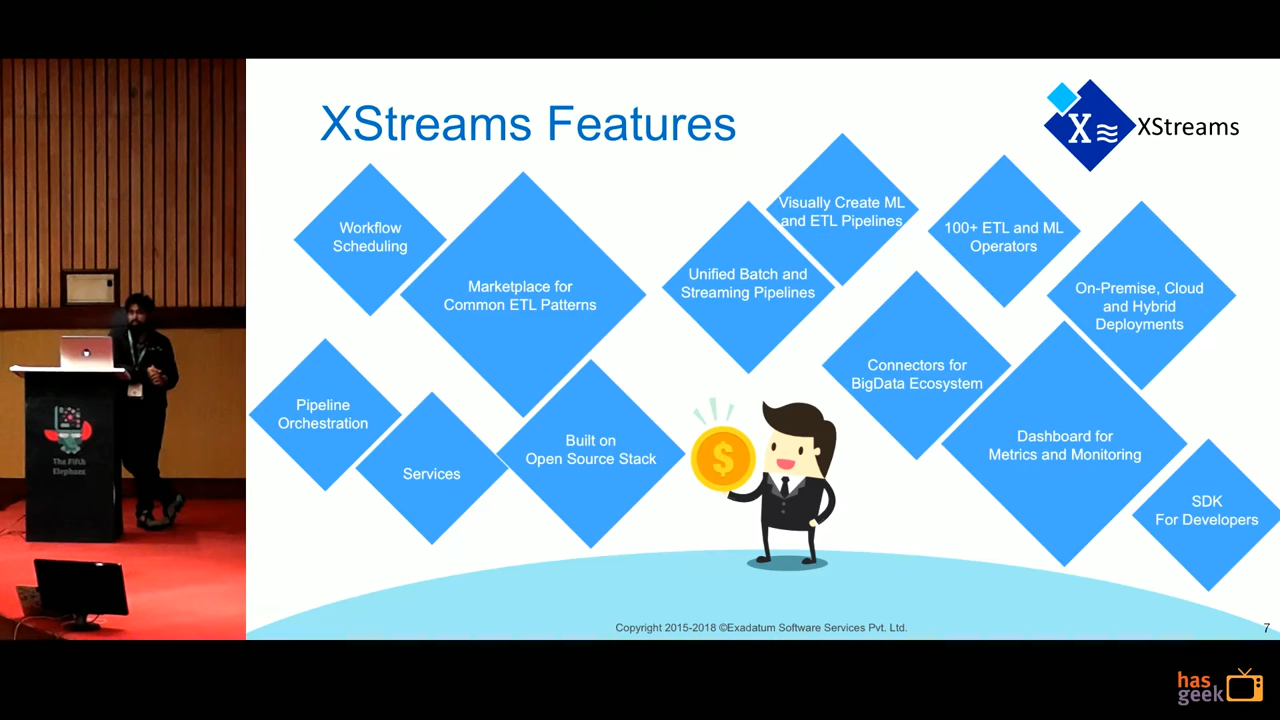 XStreams Features
X
XStreams
Workflow
Scheduling
Marketplace for
Common ETL Patterns
Visually Create ML
and ETL Pipelines
Unified Batch and
Streaming Pipelines
100+ ETL and ML
Operators
On-Premise, Cloud
and Hybrid
Deployments
Connectors for
BigData Ecosystem
Pipeline
Orchestration
Services
Built on
Open Source Stack
$
Dashboard for
Metrics and Monitoring
SDK
For Developers
The Fifth
Elephant
Copyright 2015-2018 ©Exadatum Software Services Pvt. Ltd.
7
has
geek